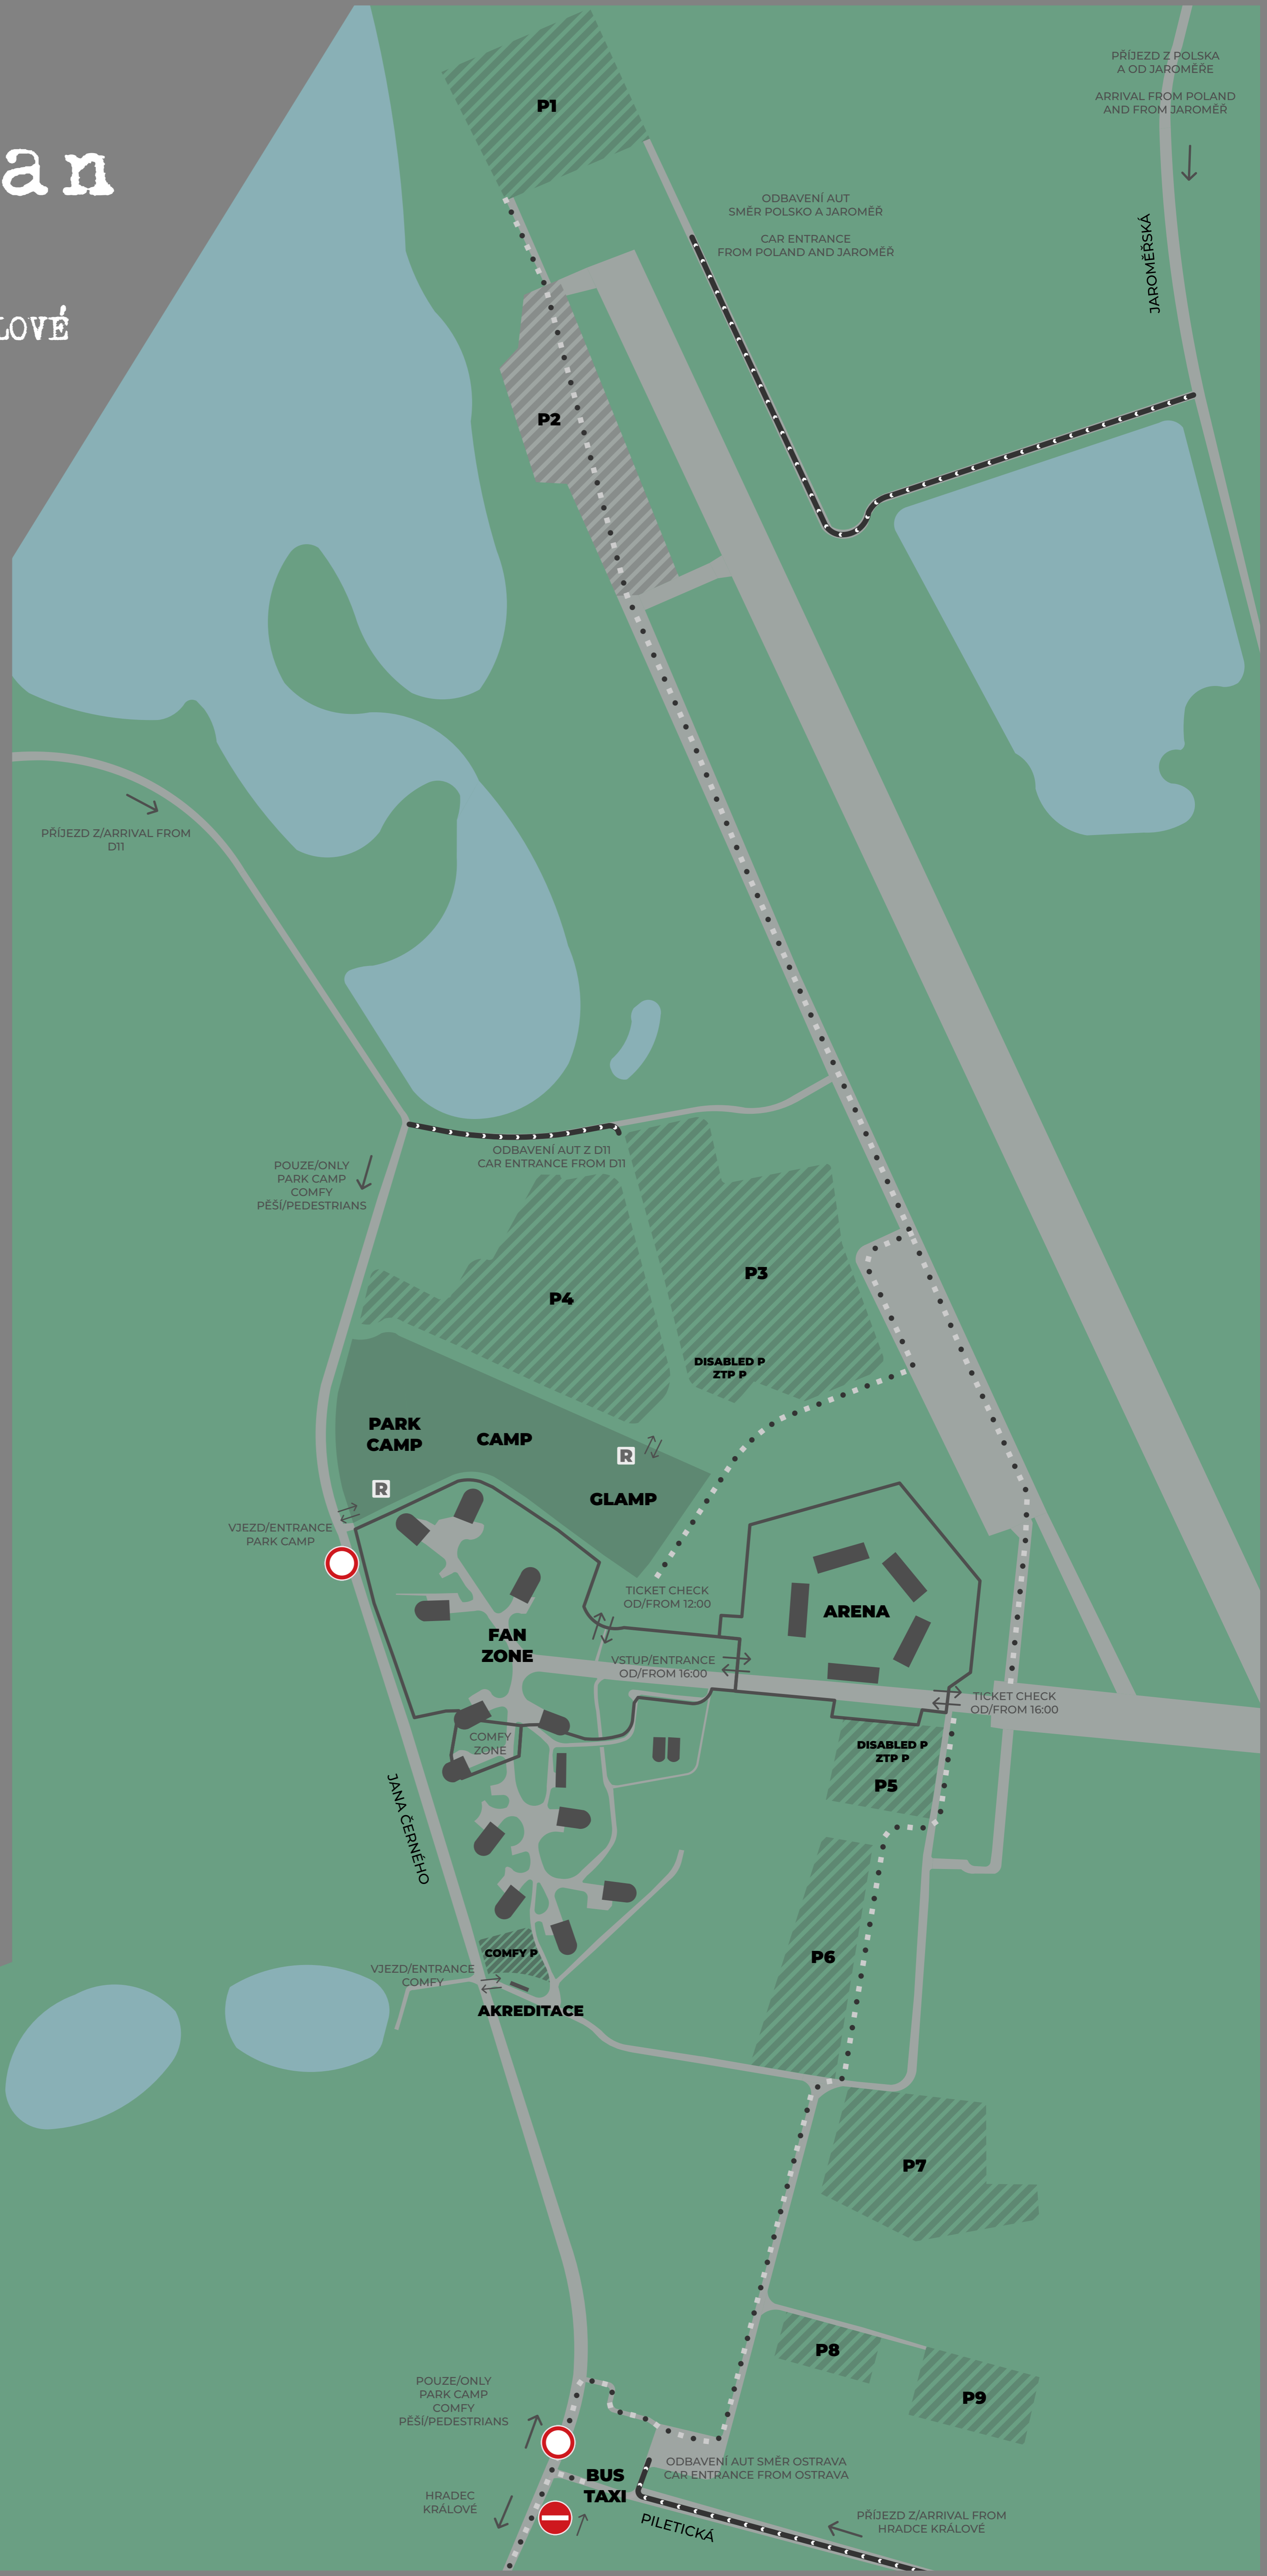 an
LOVÉ
P1
PŘÍJEZD Z POLSKA
A OD JAROMĚŘE
ARRIVAL FROM POLAND
AND FROM JAROMĚŘ
ODBAVENÍ AUT
SMĚR POLSKO A JAROMĚŘ
CAR ENTRANCE
FROM POLAND AND JAROMĚŘ
JAROMĚŘSKÁ
P2
PŘÍJEZD Z/ARRIVAL FROM
D11
ODBAVENÍ AUT Z D11
CAR ENTRANCE FROM D11
POUZE/ONLY
PARK CAMP
COMFY
PĚŠÍ/PEDESTRIANS
P3
P4
DISABLED P
ZTP P
PARK
CAMP
CAMP
R
R
GLAMP
VJEZD/ENTRANCE
PARK CAMP
TICKET CHECK
OD/FROM 12:00
ARENA
FAN
ZONE
VSTUP/ENTRANCE
OD/FROM 16:00
TICKET CHECK
OD/FROM 16:00
COMFY
ZONE
DISABLED P
ZTP P
P5
JANA ČERNÉHO
COMFY P
P6
VJEZD/ENTRANCE
COMFY
AKREDITACE
P7
P8
P9
POUZE/ONLY
PARK CAMP
COMFY
PĚŠÍ/PEDESTRIANS
ODBAVENÍ AUT SMĚR OSTRAVA
CAR ENTRANCE FROM OSTRAVA
BUS
TAXI
HRADEC
KRÁLOVÉ
PILETICKÁ
PŘÍJEZD Z/ARRIVAL FROM
HRADCE KRÁLOVÉ